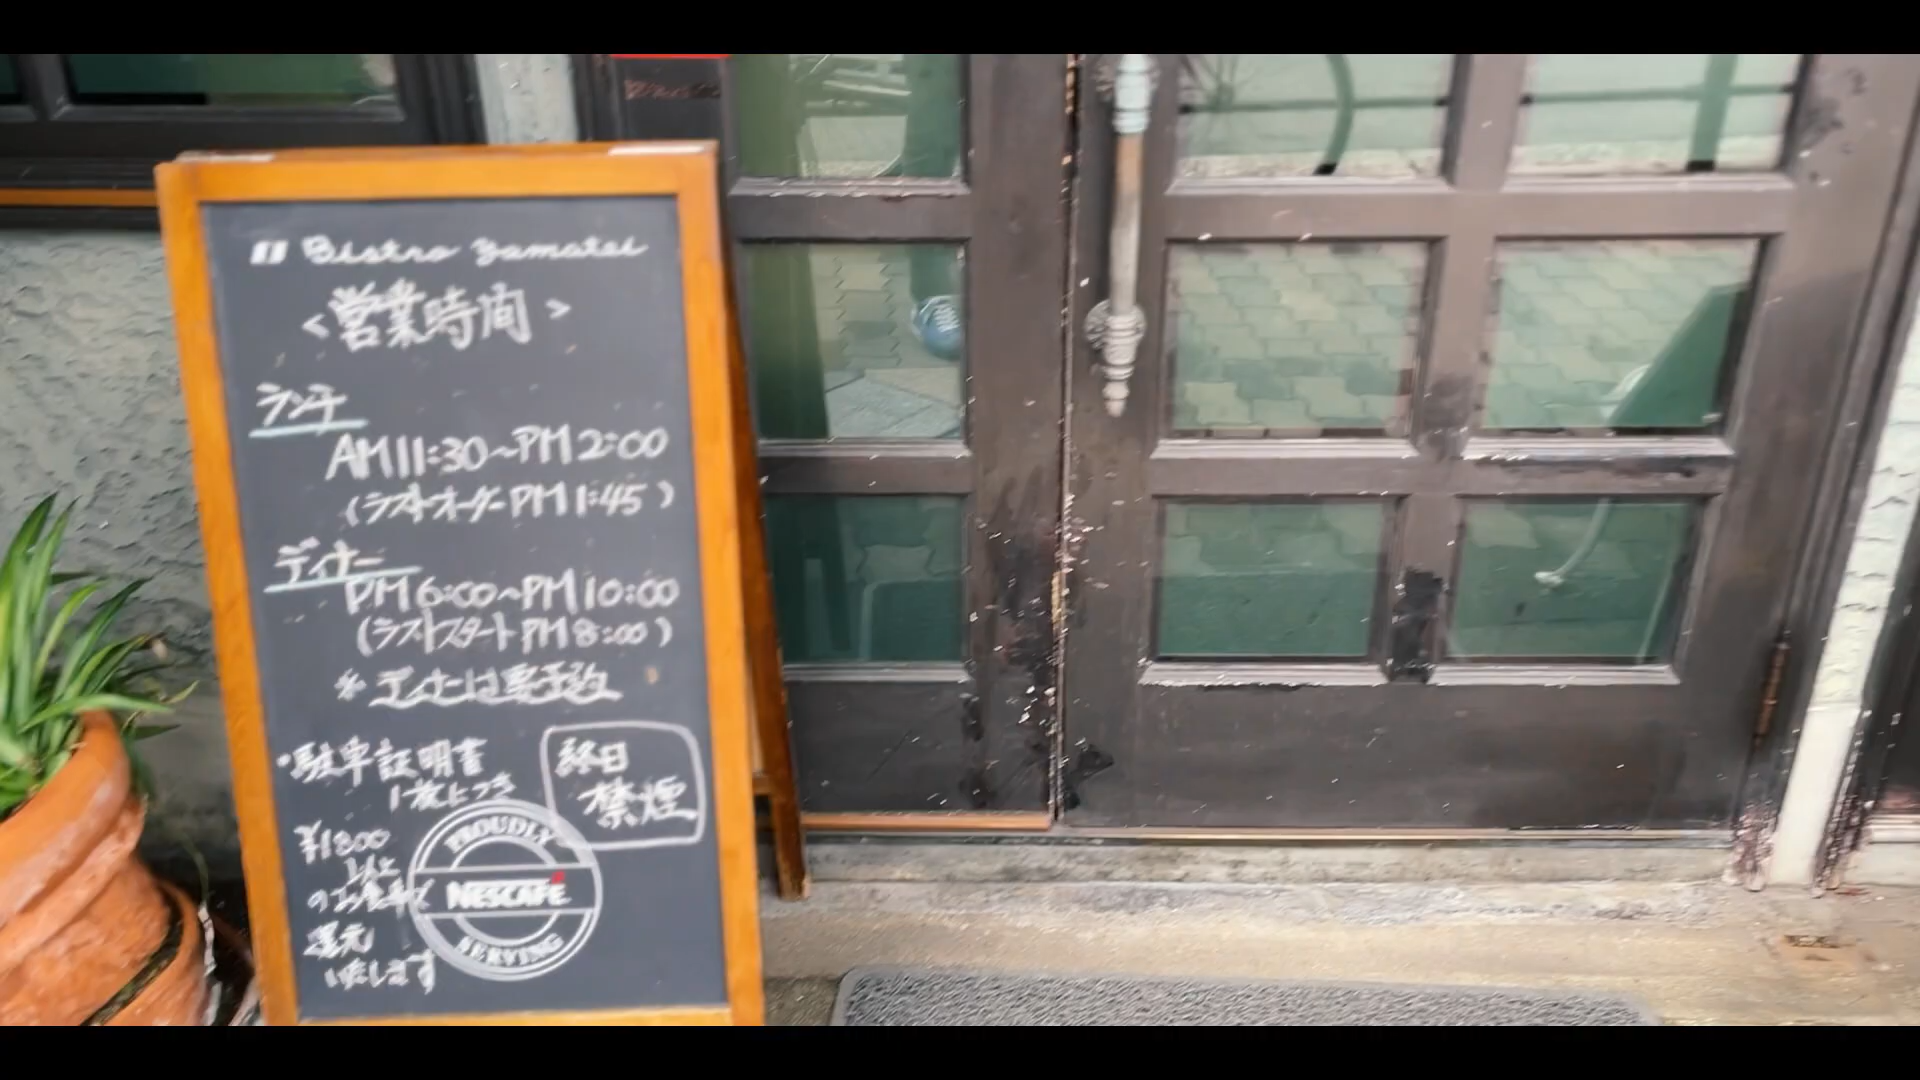 Bistro Yamatei
<営業時間>
ランチ
AM11:30~PM2:00
(ラストオーダーPM1:45)
ディナー
PM6:00~PM10:00
(ラストスタートPM8:00)
※ディナーは要予約
・駐車証明書
1枚につき
¥1800
以上
のお食事で
還元
いたします
終日
禁煙
PROUDLY
NESCAFÉ
SERVING